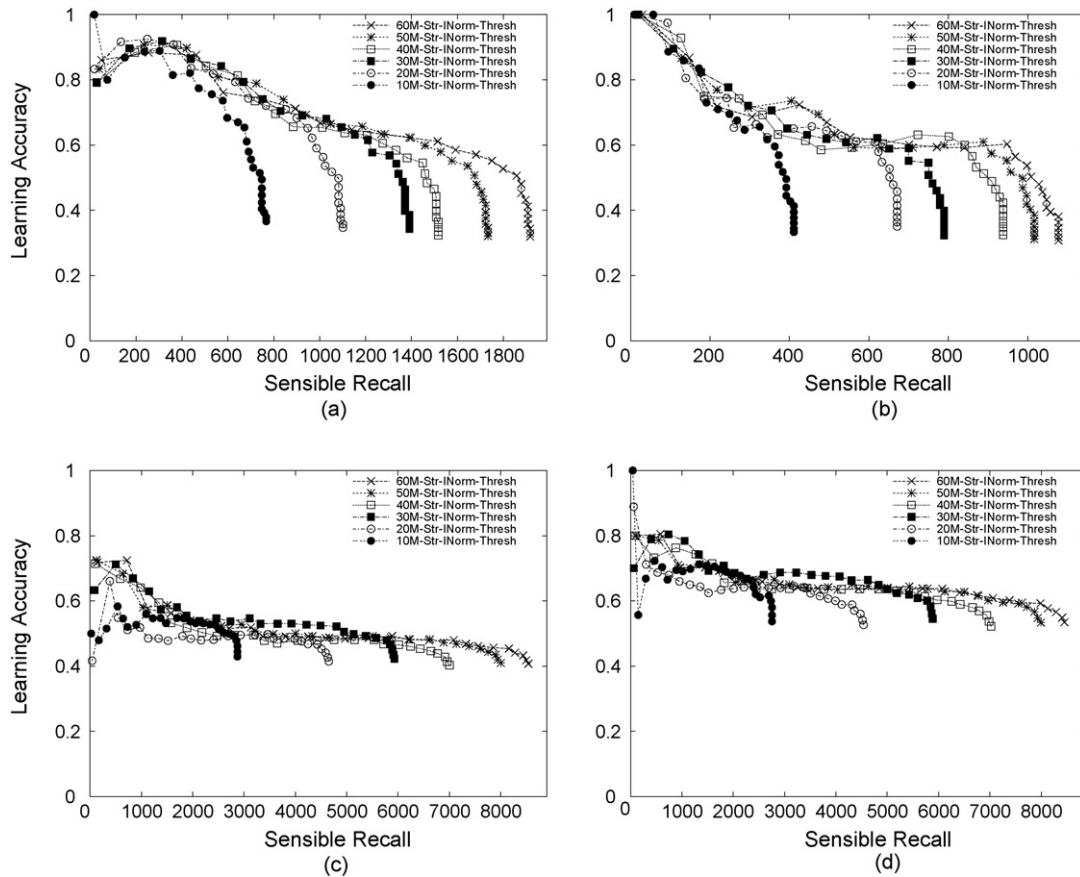 1
0.8
0.6
0.4
0.2
0
Learning Accuracy
60M-Str-INorm-Thresh
50M-Str-INorm-Thresh
40M-Str-INorm-Thresh
30M-Str-INorm-Thresh
20M-Str-INorm-Thresh
10M-Str-INorm-Thresh
0 200 400 600 800 1000 1200 1400 1600 1800
Sensible Recall
(a)
1
0.8
0.6
0.4
0.2
0
60M-Str-INorm-Thresh
50M-Str-INorm-Thresh
40M-Str-INorm-Thresh
30M-Str-INorm-Thresh
20M-Str-INorm-Thresh
10M-Str-INorm-Thresh
0 200 400 600 800 1000
Sensible Recall
(b)
1
0.8
0.6
0.4
0.2
0
Learning Accuracy
60M-Str-INorm-Thresh
50M-Str-INorm-Thresh
40M-Str-INorm-Thresh
30M-Str-INorm-Thresh
20M-Str-INorm-Thresh
10M-Str-INorm-Thresh
0 1000 2000 3000 4000 5000 6000 7000 8000
Sensible Recall
(c)
1
0.8
0.6
0.4
0.2
0
60M-Str-INorm-Thresh
50M-Str-INorm-Thresh
40M-Str-INorm-Thresh
30M-Str-INorm-Thresh
20M-Str-INorm-Thresh
10M-Str-INorm-Thresh
0 1000 2000 3000 4000 5000 6000 7000 8000
Sensible Recall
(d)